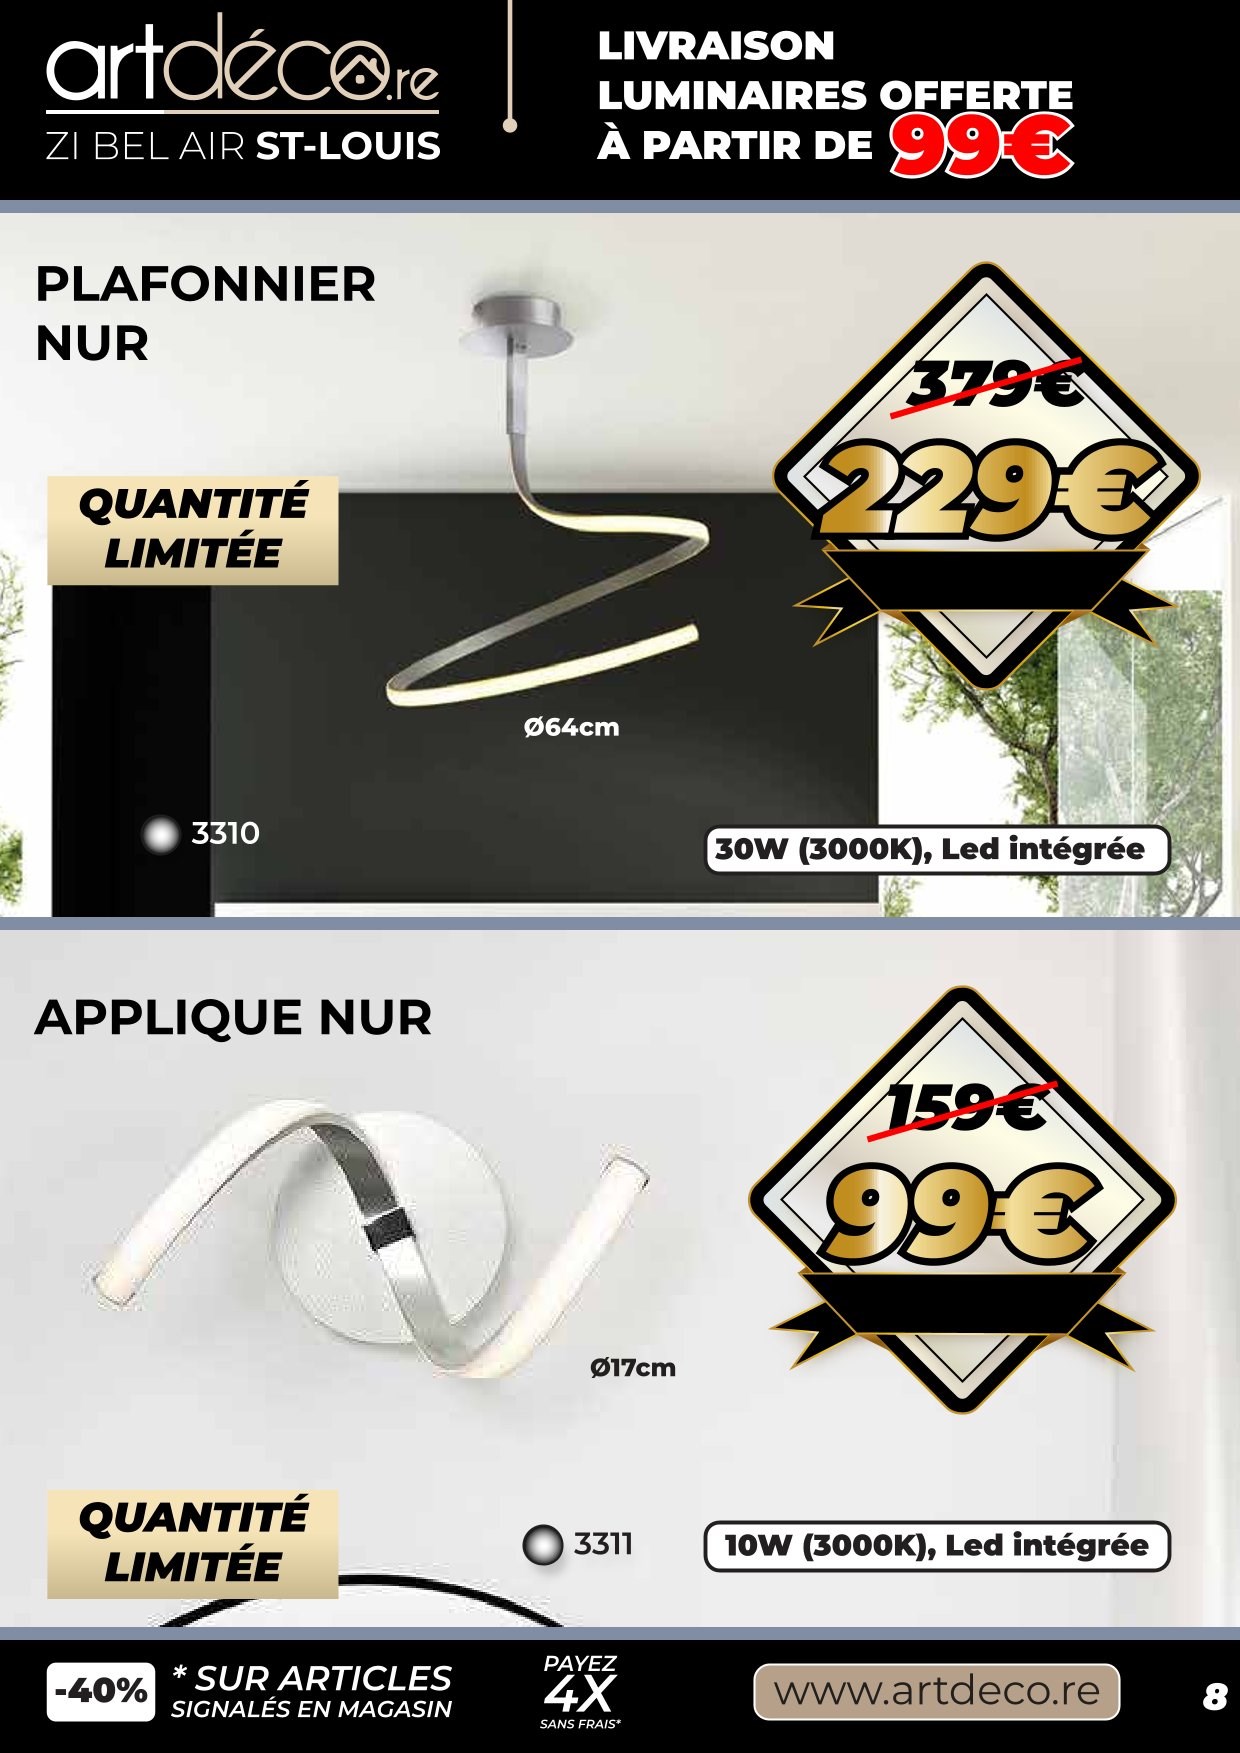 artdéco.re
ZI BEL AIR ST-LOUIS
LIVRAISON
LUMINAIRES OFFERTE
À PARTIR DE 99€
PLAFONNIER
NUR
379€
229€
QUANTITÉ
LIMITÉE
Ø64cm
3310
30W (3000K), Led intégrée
APPLIQUE NUR
159€
99€
Ø17cm
QUANTITÉ
LIMITÉE
3311
10W (3000K), Led intégrée
-40%
* SUR ARTICLES
SIGNALÉS EN MAGASIN
PAYEZ
4X
SANS FRAIS*
www.artdeco.re
8